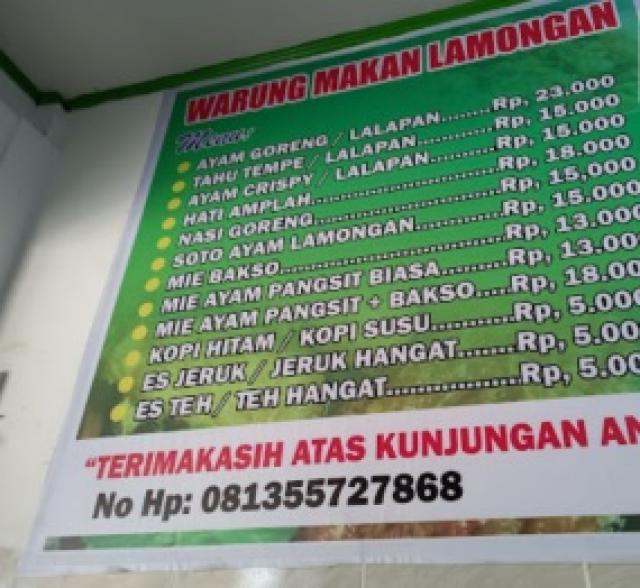 WARUNG MAKAN LAMONGAN
Menu!
AYAM GORENG / LALAPAN........Rp, 23.000
TAHU TEMPE / LALAPAN............Rp, 15.000
AYAM CRISPY / LALAPAN..........Rp, 15.000
HATI AMPLAH..............................Rp, 18.000
NASI GORENG.............................Rp, 15,000
SOTO AYAM LAMONGAN............Rp, 15.000
MIE BAKSO.................................Rp, 13.000
MIE AYAM PANGSIT BIASA.........Rp, 13.000
MIE AYAM PANGSIT + BAKSO.....Rp, 18.000
KOPI HITAM / KOPI SUSU...........Rp, 5.000
ES JERUK / JERUK HANGAT........Rp, 5.000
ES TEH / TEH HANGAT.................Rp, 5.00
"TERIMAKASIH ATAS KUNJUNGAN AN
No Hp: 081355727868